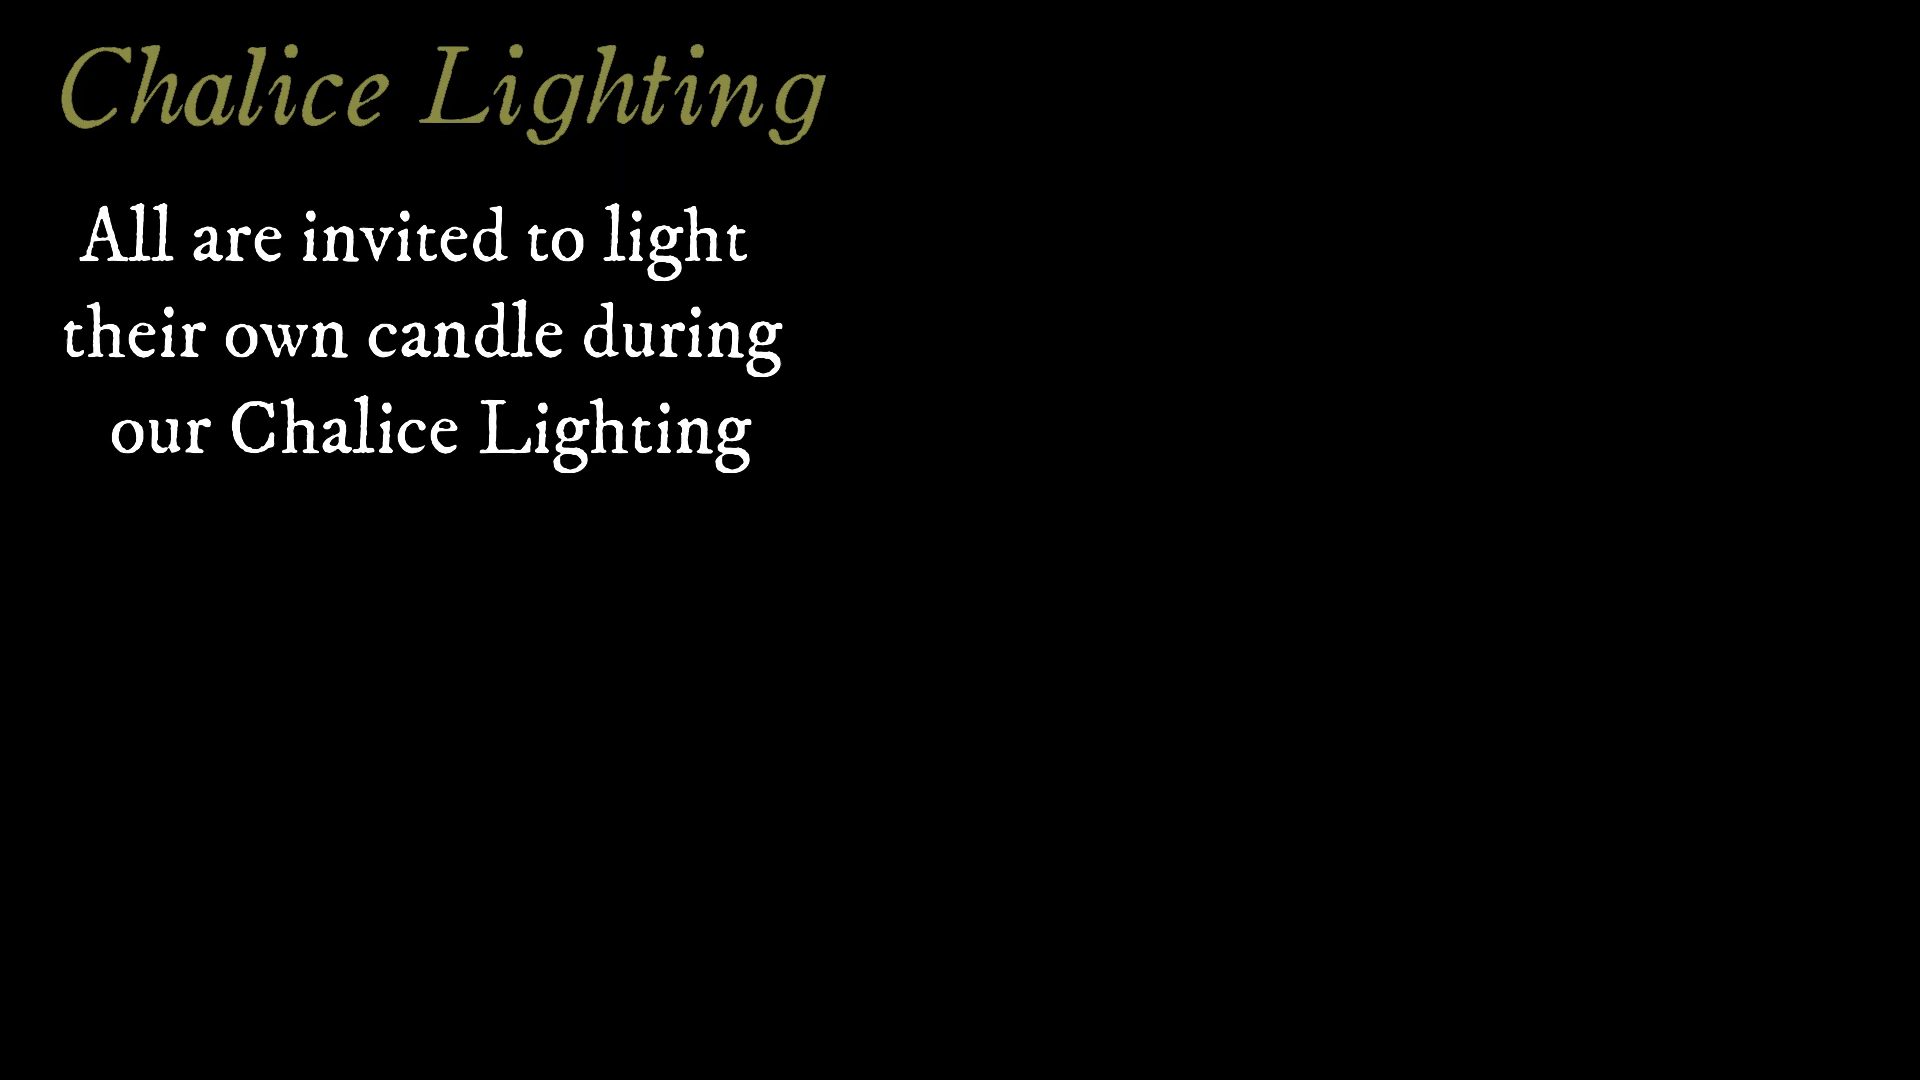 Chalice Lighting
All are invited to light
their own candle during
our Chalice Lighting